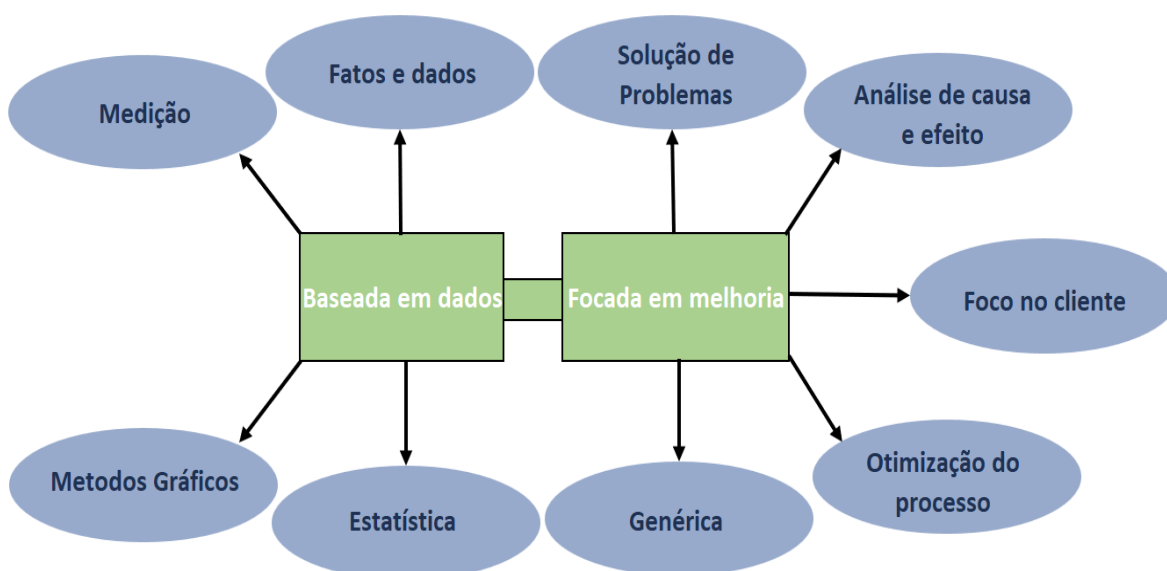 Medição
Fatos e dados
Solução de
Problemas
Análise de causa
e efeito
Baseada em dados
Focada em melhoria
Foco no cliente
Metodos Gráficos
Estatística
Genérica
Otimização do
processo